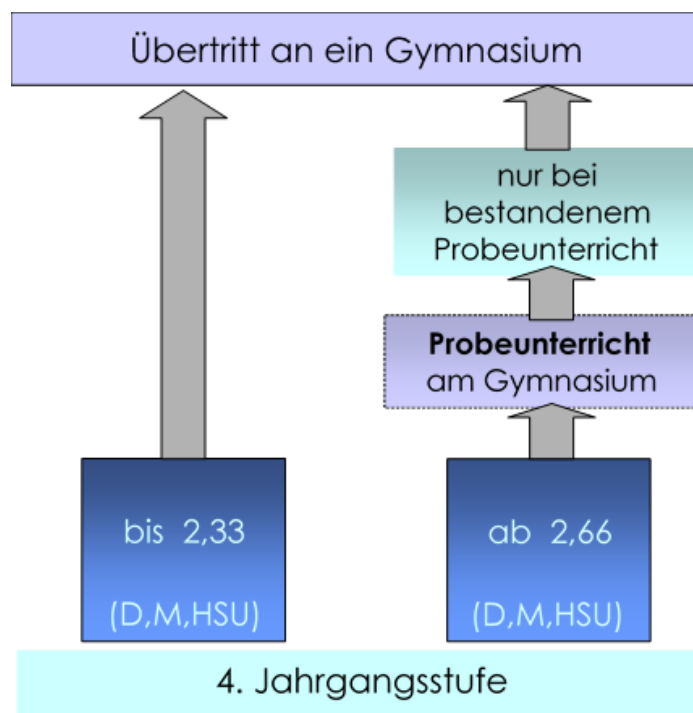 Übertritt an ein Gymnasium
nur bei
bestandenem
Probeunterricht
Probeunterricht
am Gymnasium
bis 2,33
(D,M,HSU)
ab 2,66
(D,M,HSU)
4. Jahrgangsstufe